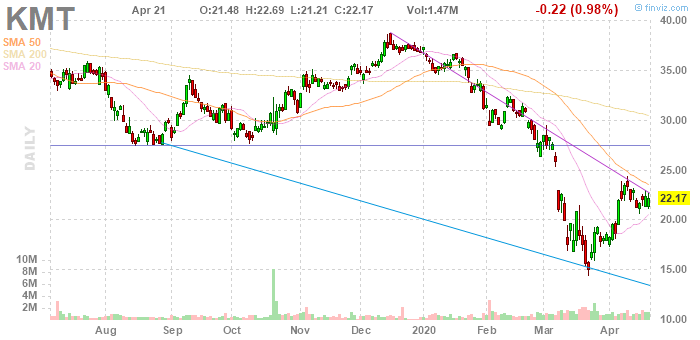 KMT
Apr 21 O:21.48 H:22.69 L:21.21 C:22.17 Vol:1.47M -0.22 (0.98%)
© finviz.com
SMA 50
SMA 200
SMA 20
DAILY
40.00
35.00
30.00
25.00
22.17
20.00
15.00
10.00
10M
8M
6M
4M
2M
Aug Sep Oct Nov Dec 2020 Feb Mar Apr